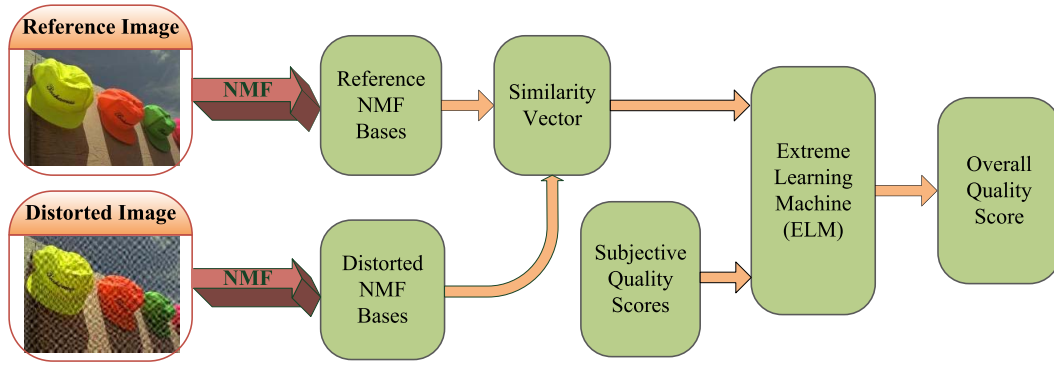 Reference Image
NMF
Reference
NMF
Bases
Similarity
Vector
Extreme
Learning
Machine
(ELM)
Overall
Quality
Score
Distorted Image
NMF
Distorted
NMF
Bases
Subjective
Quality
Scores